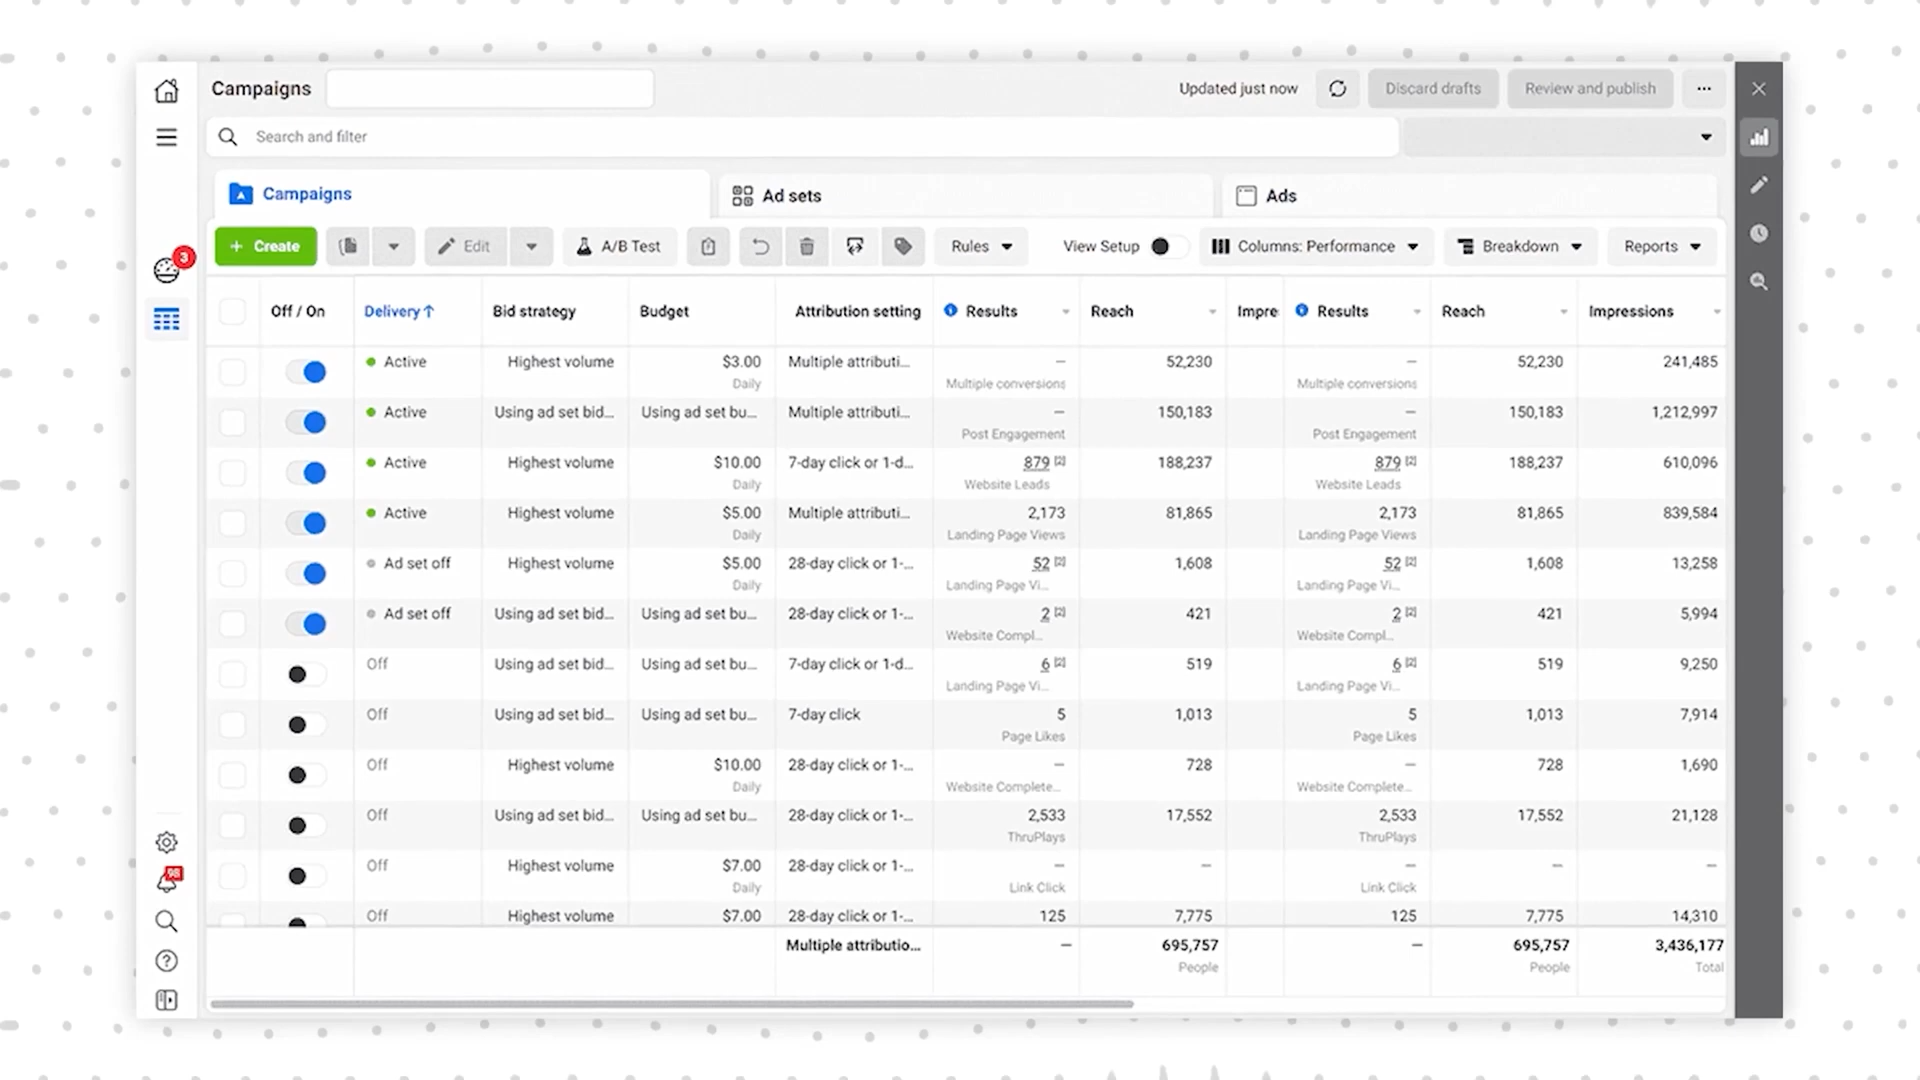 Campaigns
Updated just now
Discard drafts
Review and publish
Search and filter
Campaigns
Ad sets
Ads
3
+ Create
Edit
A/B Test
Rules
View Setup
Columns: Performance
Breakdown
Reports
Off / On Delivery↑ Bid strategy Budget Attribution setting Results Reach Impre Results Reach Impressions
Active Highest volume $3.00 Multiple attributi... – 52,230 – 52,230 241,485
Daily Multiple conversions Multiple conversions
Active Using ad set bid... Using ad set bu... Multiple attributi... – 150,183 – 150,183 1,212,997
Post Engagement Post Engagement
Active Highest volume $10.00 7-day click or 1-d... 879 [2] 188,237 879 [2] 188,237 610,096
Daily Website Leads Website Leads
Active Highest volume $5.00 Multiple attributi... 2,173 81,865 2,173 81,865 839,584
Daily Landing Page Views Landing Page Views
Ad set off Highest volume $5.00 28-day click or 1-... 52 [2] 1,608 52 [2] 1,608 13,258
Daily Landing Page Vi... Landing Page Vi...
Ad set off Using ad set bid... Using ad set bu... 28-day click or 1-... 2 [2] 421 2 [2] 421 5,994
Website Compl... Website Compl...
Off Using ad set bid... Using ad set bu... 7-day click or 1-d... 6 [2] 519 6 [2] 519 9,250
Landing Page Vi... Landing Page Vi...
Off Using ad set bid... Using ad set bu... 7-day click 5 1,013 5 1,013 7,914
Page Likes Page Likes
Off Highest volume $10.00 28-day click or 1-... – 728 – 728 1,690
Daily Website Complete... Website Complete...
Off Using ad set bid... Using ad set bu... 28-day click or 1-... 2,533 17,552 2,533 17,552 21,128
ThruPlays ThruPlays
Off Highest volume $7.00 28-day click or 1-... – – – – –
Daily Link Click Link Click
98
Off Highest volume $7.00 28-day click or 1-... 125 7,775 125 7,775 14,310
Multiple attributio... – 695,757 – 695,757 3,436,177
People People Total